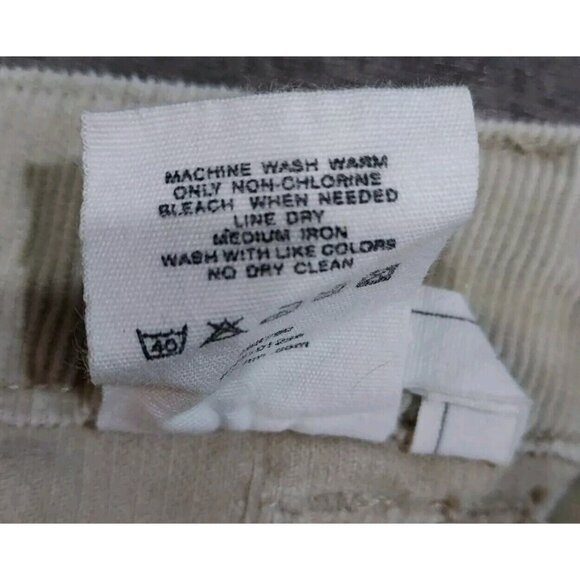 MACHINE WASH WARM
ONLY NON-CHLORINE
BLEACH WHEN NEEDED
LINE DRY
MEDIUM IRON
WASH WITH LIKE COLORS
NO DRY CLEAN
40